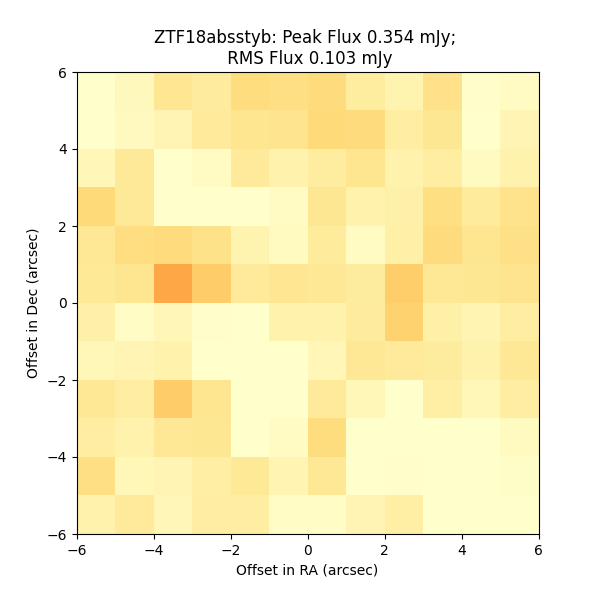 ZTF18absstyb: Peak Flux 0.354 mJy;
RMS Flux 0.103 mJy
6
4
2
0
−2
−4
−6
Offset in Dec (arcsec)
−6 −4 −2 0 2 4 6
Offset in RA (arcsec)